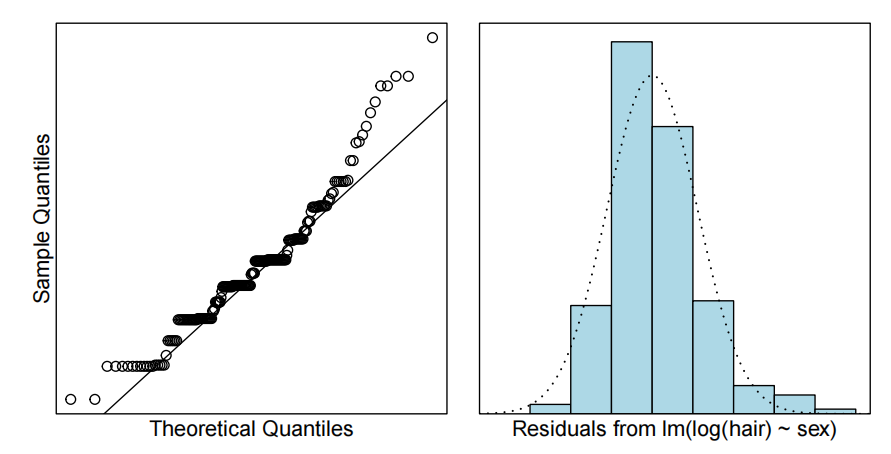 Sample Quantiles
Theoretical Quantiles
Residuals from lm(log(hair) ~ sex)